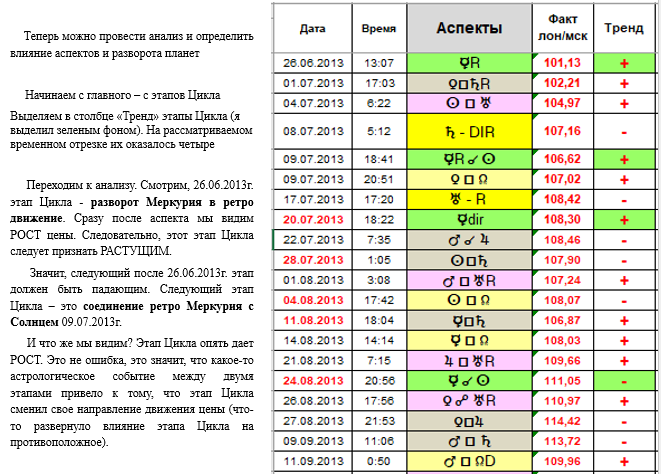 Теперь можно провести анализ и определить
влияние аспектов и разворота планет
Начинаем с главного – с этапов Цикла
Выделяем в столбце «Тренд» этапы Цикла (я
выделил зеленым фоном). На рассматриваемом
временном отрезке их оказалось четыре
Переходим к анализу. Смотрим, 26.06.2013г.
этап Цикла - разворот Меркурия в ретро
движение. Сразу после аспекта мы видим
РОСТ цены. Следовательно, этот этап Цикла
следует признать РАСТУЩИМ.
Значит, следующий после 26.06.2013г. этап
должен быть падающим. Следующий этап
Цикла – это соединение ретро Меркурия с
Солнцем 09.07.2013г.
И что же мы видим? Этап Цикла опять дает
РОСТ. Это не ошибка, это значит, что какое-то
астрологическое событие между двумя
этапами привело к тому, что этап Цикла
сменил свое направление движения цены (что-
то развернуло влияние этапа Цикла на
противоположное).
Дата Время Аспекты Факт лон/мск Тренд
26.06.2013 13:07 ☿R 101,13 +
01.07.2013 17:03 ♀□♄R 102,21 +
04.07.2013 6:22 ☉□♅ 104,97 +
08.07.2013 5:12 ♄ - DIR 107,16 -
09.07.2013 18:41 ☿R☌☉ 106,62 +
09.07.2013 20:51 ♀□☊ 107,02 +
17.07.2013 17:20 ♅ - R 108,42 -
20.07.2013 18:22 ☿dir 108,30 +
22.07.2013 7:35 ♂☌♃ 108,46 -
28.07.2013 1:05 ☉□♄ 107,90 -
01.08.2013 3:08 ♂□♅R 107,24 +
04.08.2013 17:42 ☉□☊ 108,07 -
11.08.2013 18:04 ☿□♄ 106,87 +
14.08.2013 14:14 ☿□☊ 108,03 +
21.08.2013 7:15 ♃□♅R 109,66 +
24.08.2013 20:56 ☿☌☉ 111,05 -
26.08.2013 17:56 ♀☍♅R 110,97 +
27.08.2013 21:53 ♀□♃ 114,42 -
09.09.2013 11:06 ♂□♄ 113,72 -
11.09.2013 0:50 ♂□☊D 109,96 +